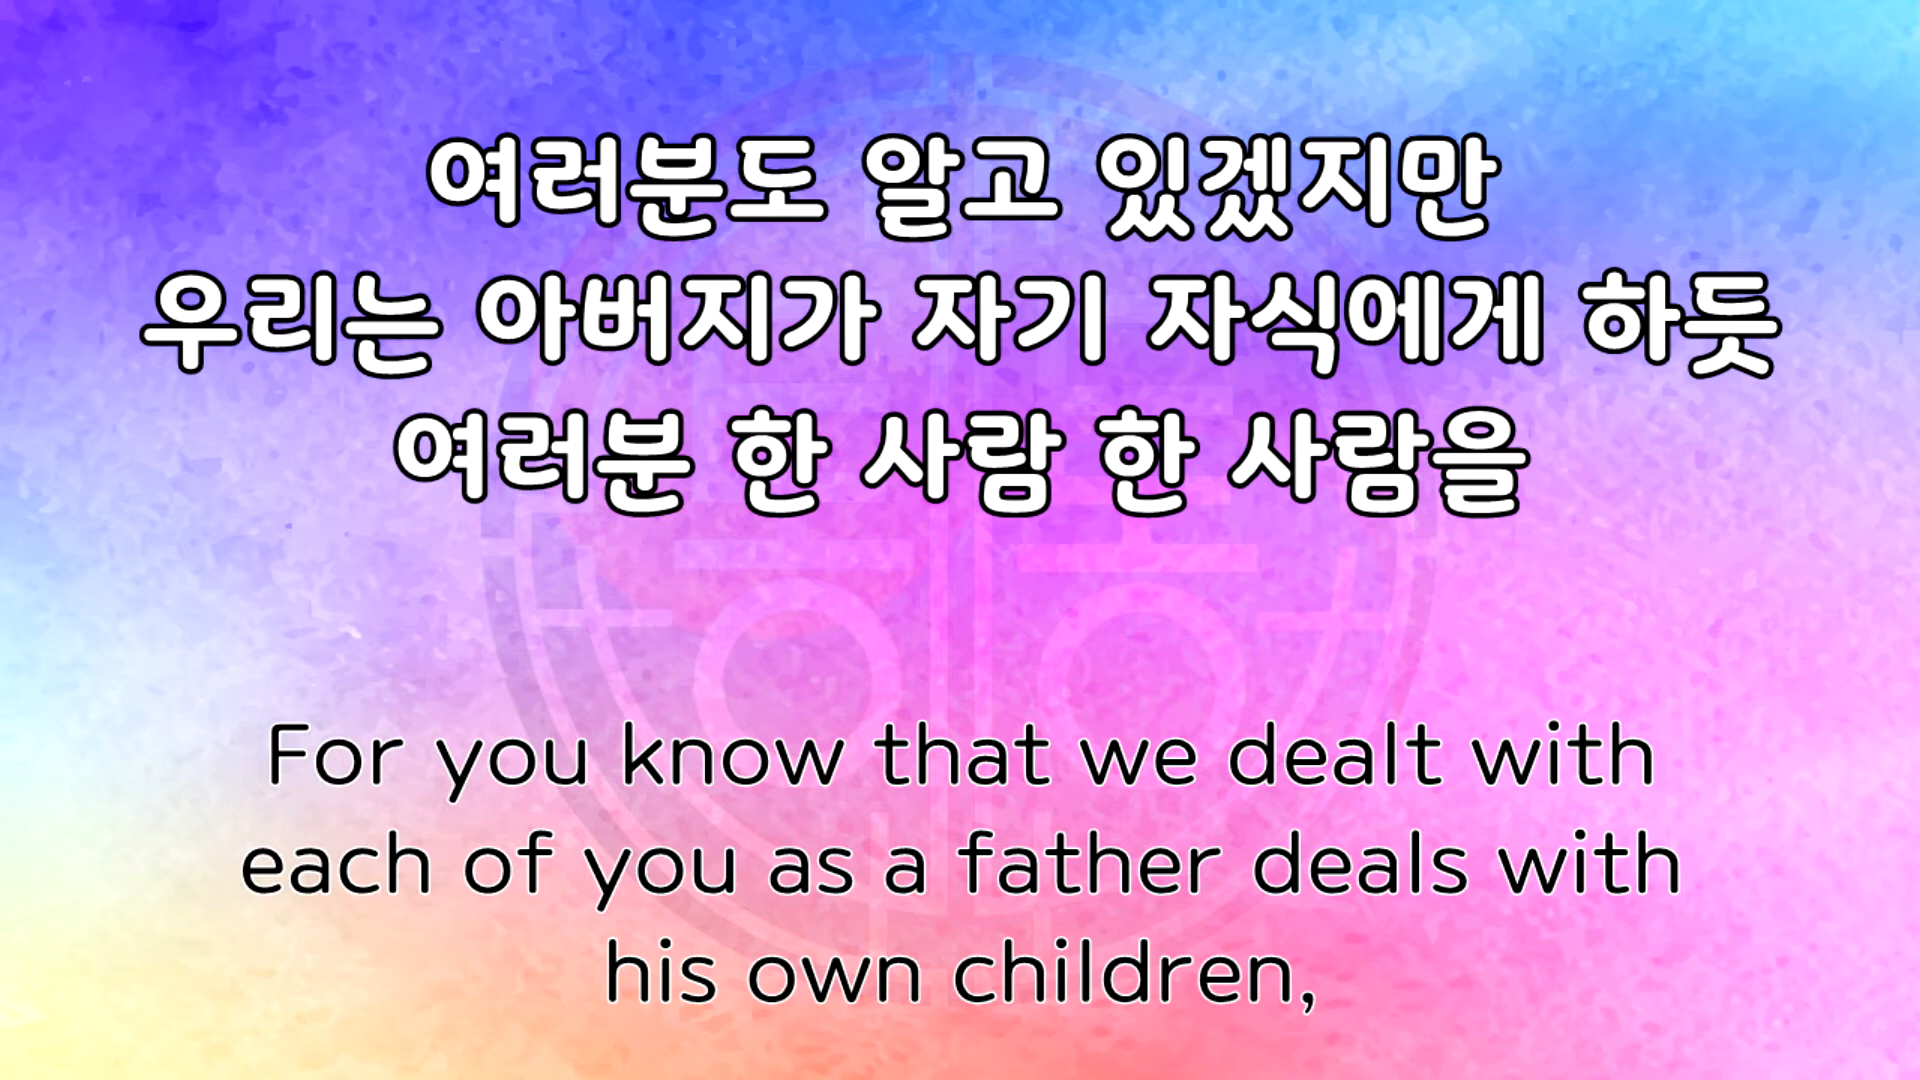 여러분도 알고 있겠지만
우리는 아버지가 자기 자식에게 하듯
여러분 한 사람 한 사람을
For you know that we dealt with
each of you as a father deals with
his own children,